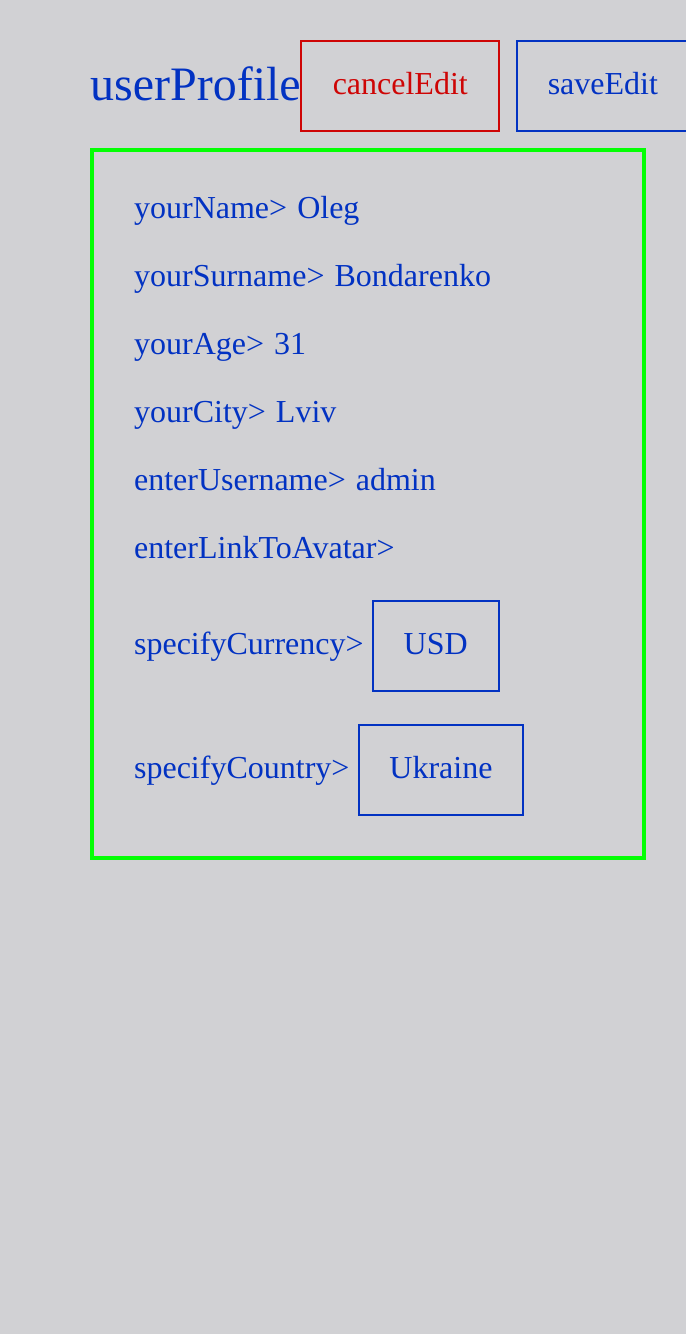 userProfile cancelEdit saveEdit
yourName> Oleg
yourSurname> Bondarenko
yourAge> 31
yourCity> Lviv
enterUsername> admin
enterLinkToAvatar>
specifyCurrency> USD
specifyCountry> Ukraine